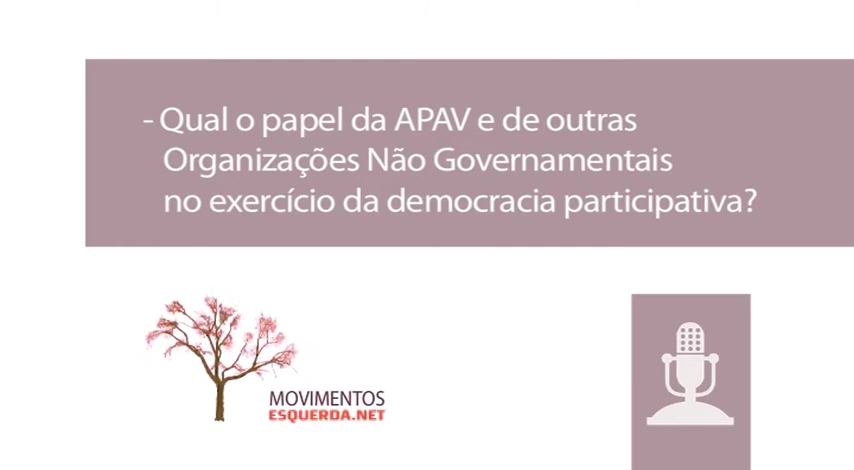 - Qual o papel da APAV e de outras
Organizações Não Governamentais
no exercício da democracia participativa?
MOVIMENTOS
ESQUERDA.NET